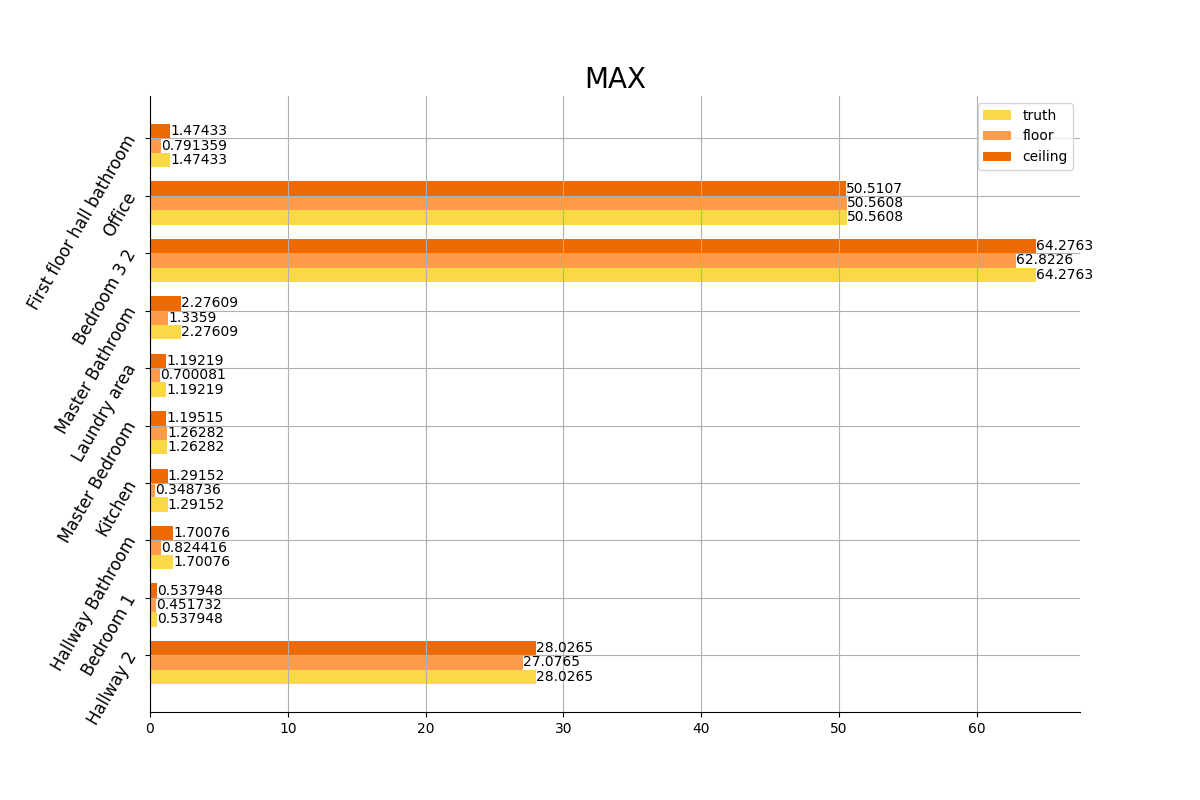 MAX
truth
floor
ceiling
First floor hall bathroom
1.47433
0.791359
1.47433
Office
50.5107
50.5608
50.5608
Bedroom 3 2
64.2763
62.8226
64.2763
Master Bathroom
2.27609
1.3359
2.27609
Laundry area
1.19219
0.700081
1.19219
Master Bedroom
1.19515
1.26282
1.26282
Kitchen
1.29152
0.348736
1.29152
Hallway Bathroom
1.70076
0.824416
1.70076
Bedroom 1
0.537948
0.451732
0.537948
Hallway 2
28.0265
27.0765
28.0265
0 10 20 30 40 50 60